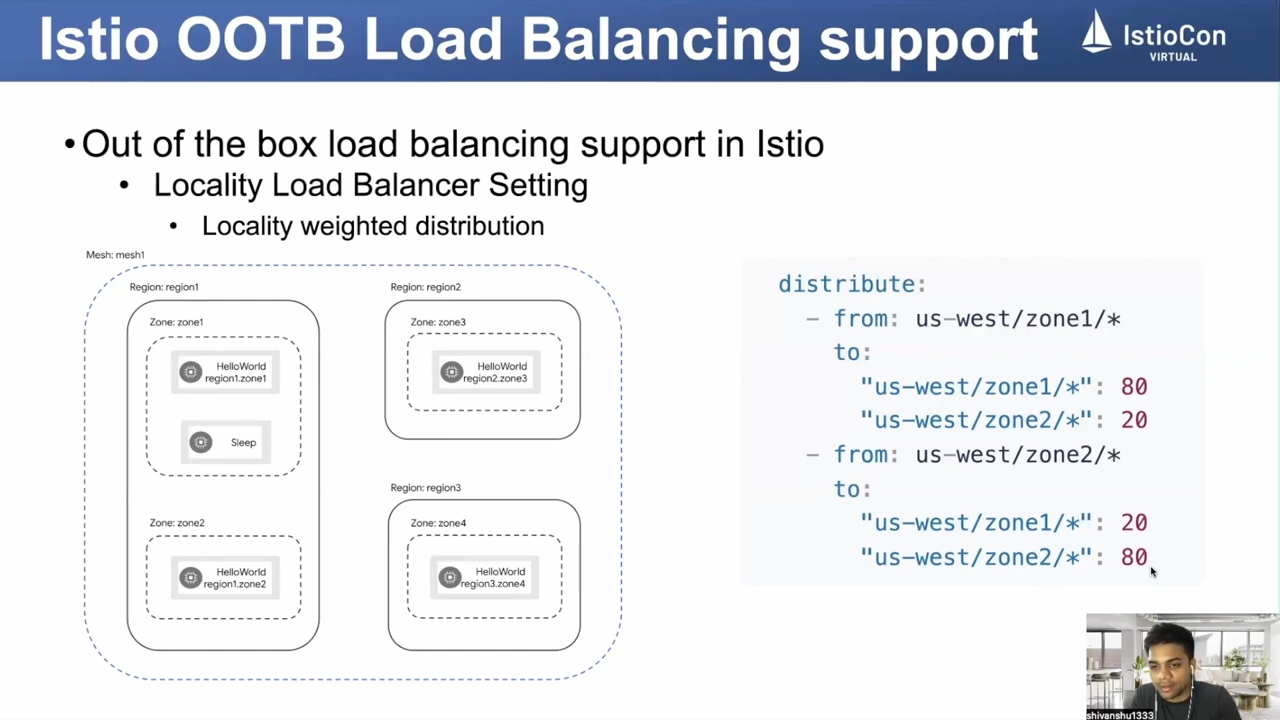 Istio OOTB Load Balancing support
IstioCon
VIRTUAL
• Out of the box load balancing support in Istio
• Locality Load Balancer Setting
• Locality weighted distribution
Mesh: mesh1
Region: region1
Zone: zone1
HelloWorld
region1.zone1
Sleep
Zone: zone2
HelloWorld
region1.zone2
Region: region2
Zone: zone3
HelloWorld
region2.zone3
Region: region3
Zone: zone4
HelloWorld
region3.zone4
distribute:
- from: us-west/zone1/*
to:
"us-west/zone1/*": 80
"us-west/zone2/*": 20
- from: us-west/zone2/*
to:
"us-west/zone1/*": 20
"us-west/zone2/*": 80
shivanshu1333